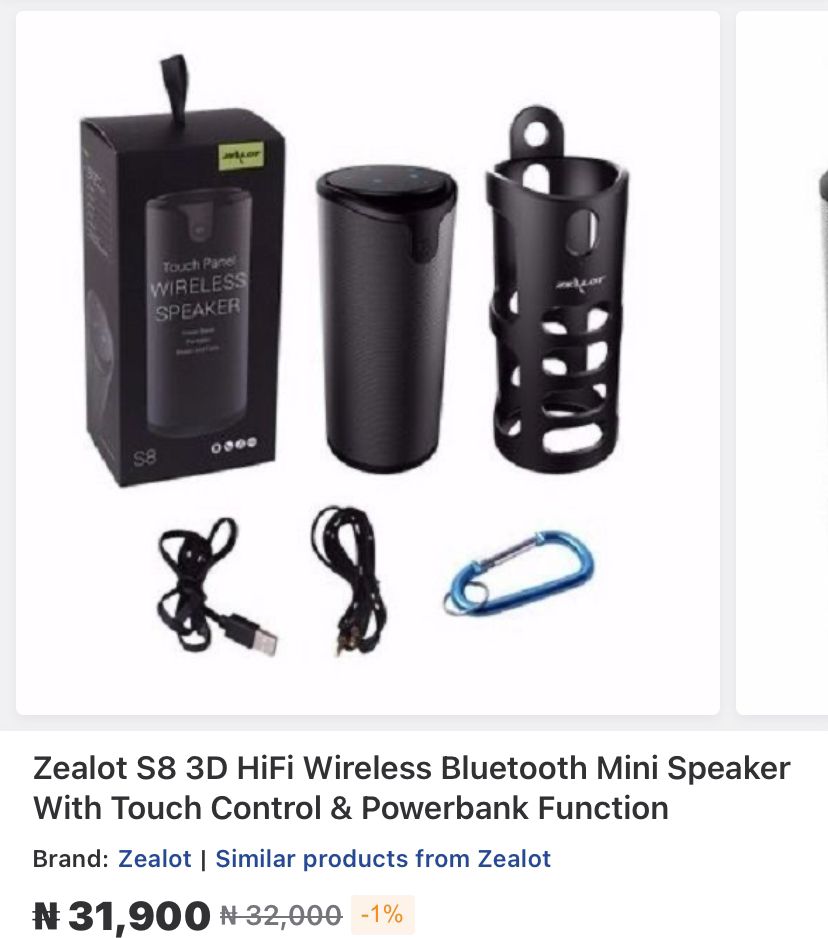 ZEALOT
Touch Panel
WIRELESS
SPEAKER
S8
ZEALOT
Zealot S8 3D HiFi Wireless Bluetooth Mini Speaker
With Touch Control & Powerbank Function
Brand: Zealot | Similar products from Zealot
₦ 31,900 ₦ 32,000 -1%